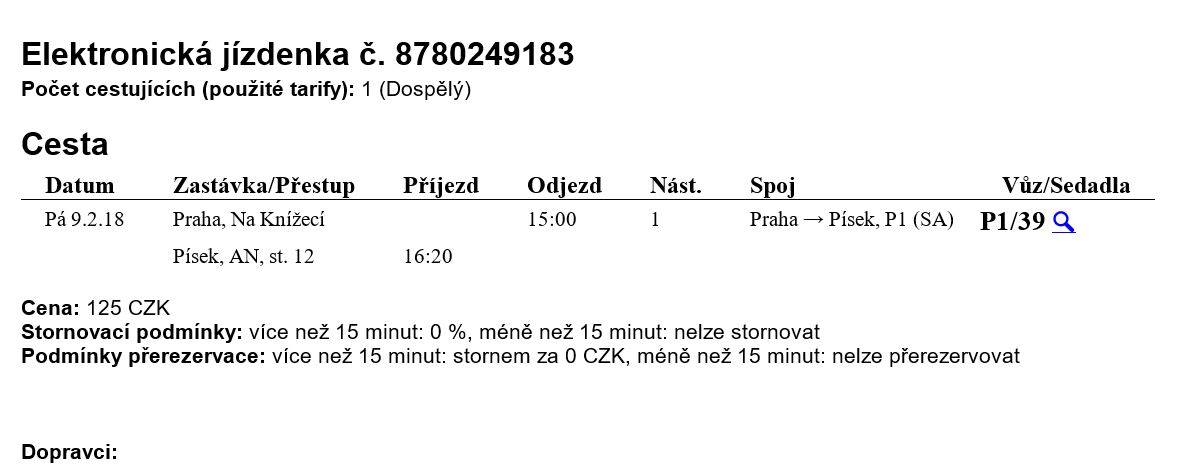 Elektronická jízdenka č. 8780249183
Počet cestujících (použité tarify): 1 (Dospělý)
Cesta
Datum Zastávka/Přestup Příjezd Odjezd Nást. Spoj Vůz/Sedadla
Pá 9.2.18 Praha, Na Knížecí 15:00 1 Praha → Písek, P1 (SA) P1/39
Písek, AN, st. 12 16:20
Cena: 125 CZK
Stornovací podmínky: více než 15 minut: 0 %, méně než 15 minut: nelze stornovat
Podmínky přerezervace: více než 15 minut: stornem za 0 CZK, méně než 15 minut: nelze přerezervovat
Dopravci: